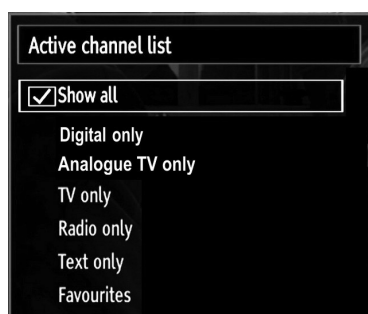 Active channel list
Show all
Digital only
Analogue TV only
TV only
Radio only
Text only
Favourites